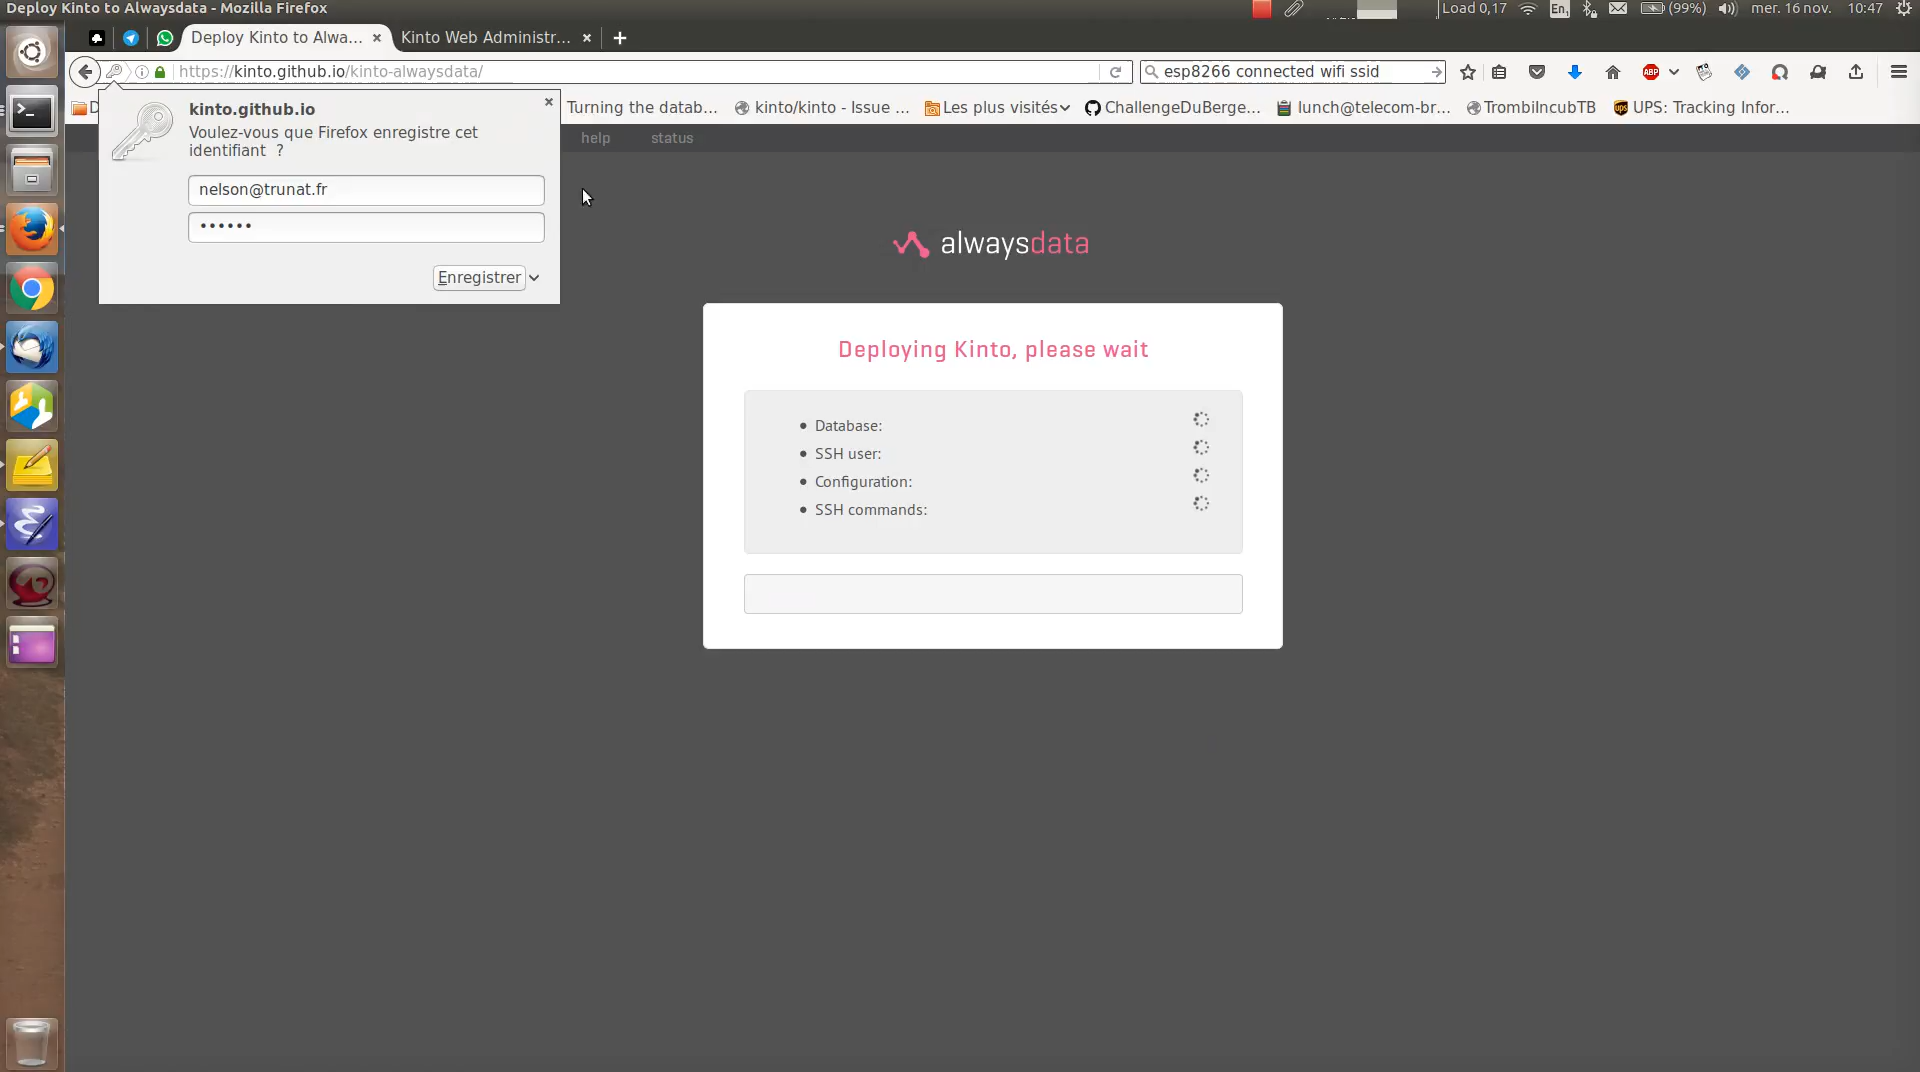 Deploy Kinto to Alwaysdata - Mozilla Firefox
Load 0,17
En1
(99%)
mer. 16 nov.
10:47
Deploy Kinto to Alwa...
Kinto Web Administr...
https://kinto.github.io/kinto-alwaysdata/
esp8266 connected wifi ssid
ABP
D
Turning the datab...
kinto/kinto - Issue ...
Les plus visités
ChallengeDuBerge...
lunch@telecom-br...
TrombiIncubTB
UPS: Tracking Infor...
help
status
kinto.github.io
Voulez-vous que Firefox enregistre cet
identifiant ?
nelson@trunat.fr
••••••
Enregistrer
alwaysdata
Deploying Kinto, please wait
• Database:
• SSH user:
• Configuration:
• SSH commands: